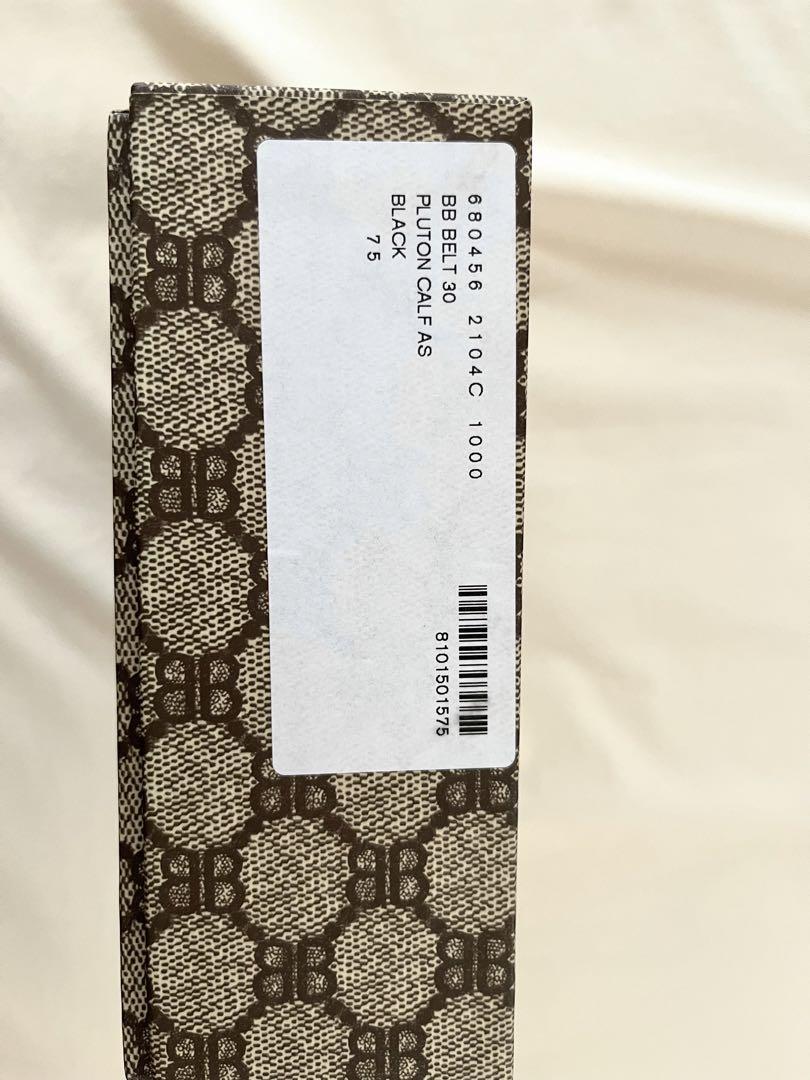 680456 2104C 1000
BB BELT 30
PLUTON CALF AS
BLACK
75
8101501575